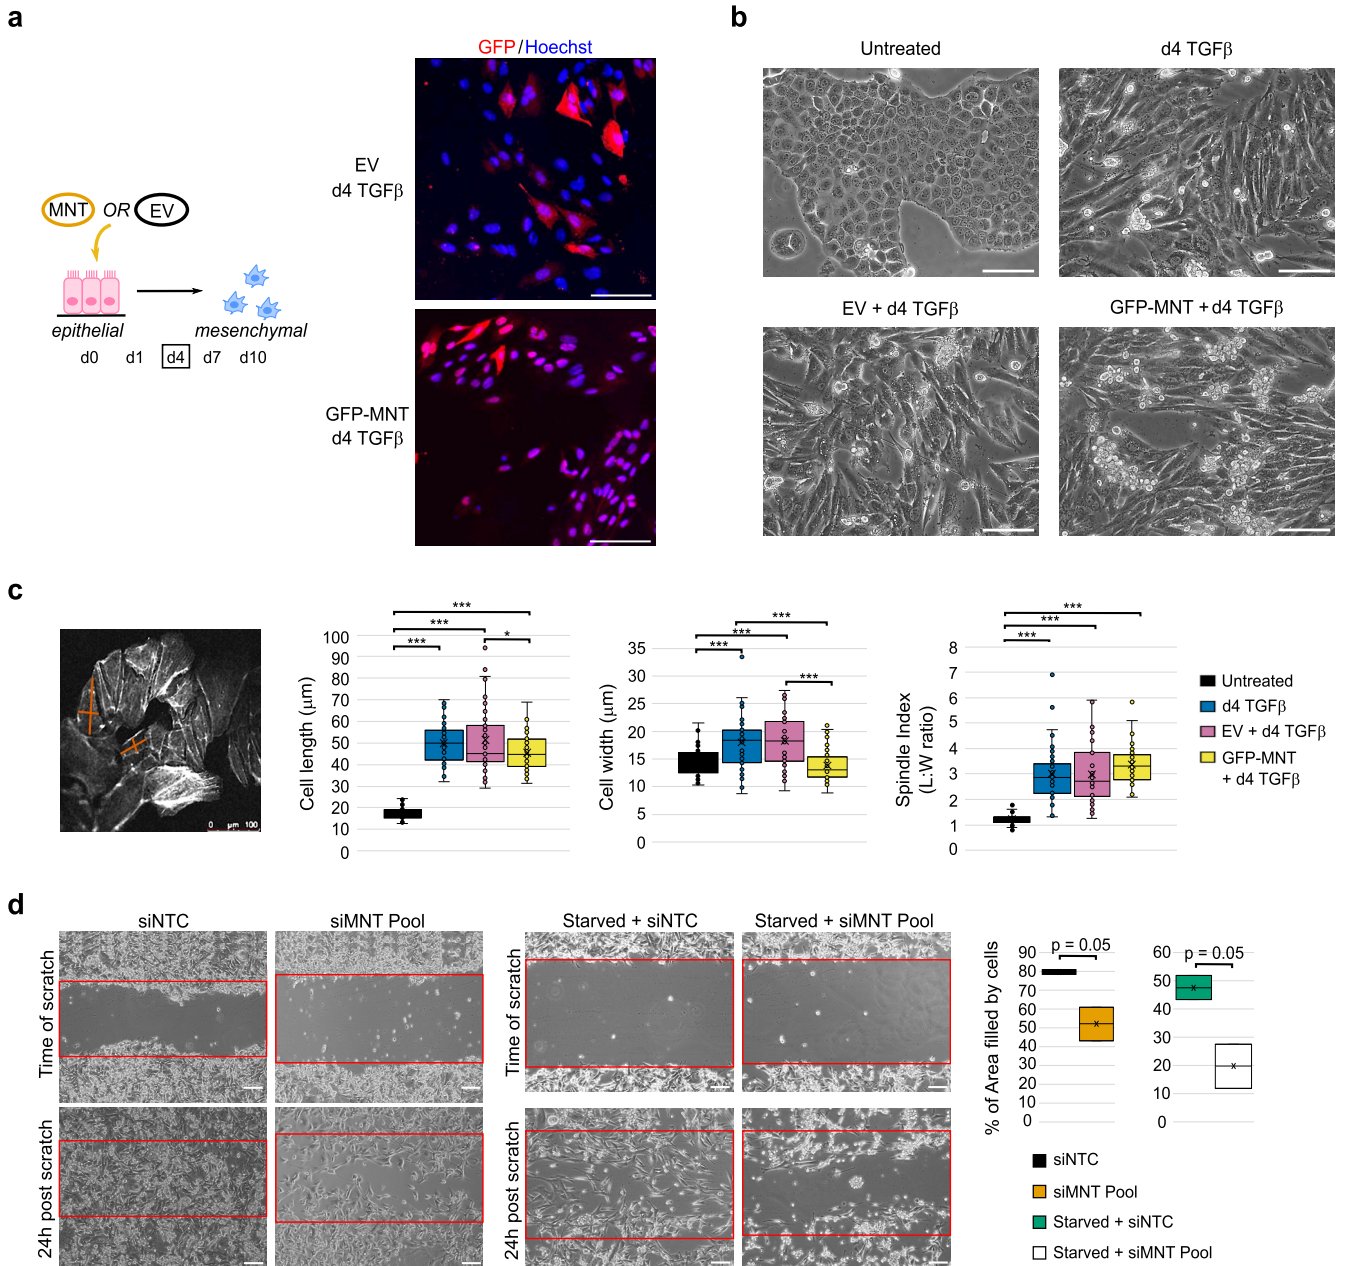 a
GFP/Hoechst
EV
d4 TGFβ
MNT OR EV
epithelial mesenchymal
d0 d1 d4 d7 d10
GFP-MNT
d4 TGFβ
b
Untreated
d4 TGFβ
EV + d4 TGFβ
GFP-MNT + d4 TGFβ
c
0 µm 100
Cell length (µm)
100
90
80
70
60
50
40
30
20
10
0
***
***
***
*
Cell width (µm)
35
30
25
20
15
10
5
0
***
***
***
***
Spindle Index
(L:W ratio)
8
7
6
5
4
3
2
1
0
***
***
***
Untreated
d4 TGFβ
EV + d4 TGFβ
GFP-MNT
+ d4 TGFβ
d
siNTC
siMNT Pool
Starved + siNTC
Starved + siMNT Pool
Time of scratch
24h post scratch
Time of scratch
24h post scratch
% of Area filled by cells
90
80
70
60
50
40
30
20
10
0
p = 0.05
60
50
40
30
20
10
0
p = 0.05
siNTC
siMNT Pool
Starved + siNTC
Starved + siMNT Pool